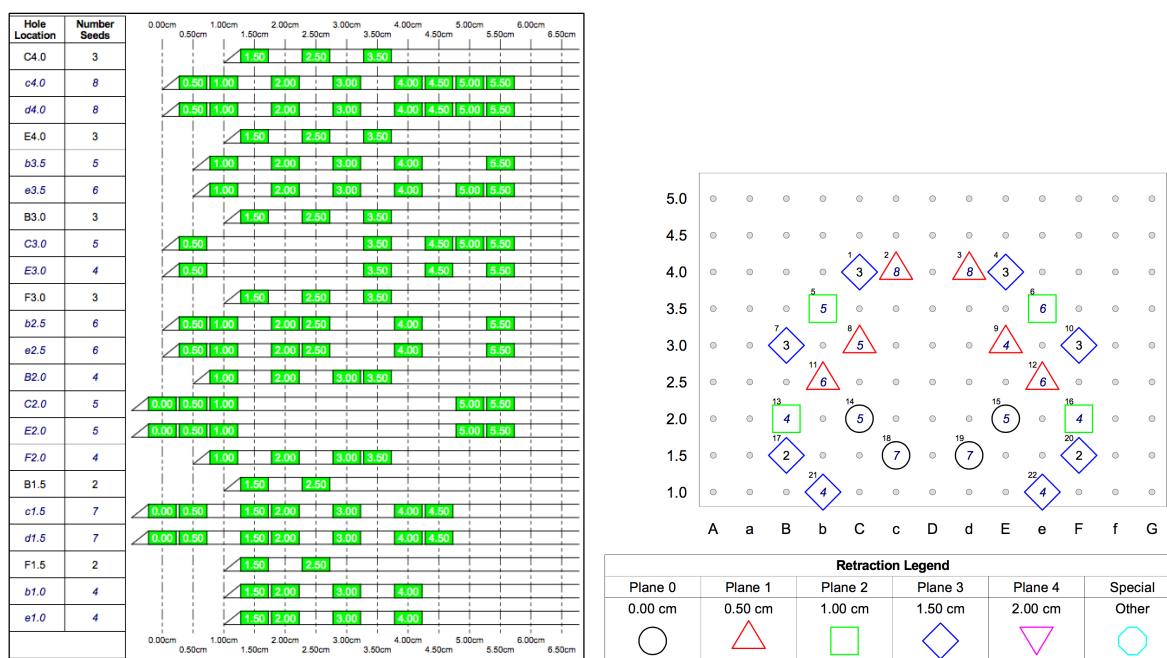 Hole Location Number Seeds
0.00cm 1.00cm 2.00cm 3.00cm 4.00cm 5.00cm 6.00cm
0.50cm 1.50cm 2.50cm 3.50cm 4.50cm 5.50cm 6.50cm
C4.0 3 1.50 2.50 3.50
c4.0 8 0.50 1.00 2.00 3.00 4.00 4.50 5.00 5.50
d4.0 8 0.50 1.00 2.00 3.00 4.00 4.50 5.00 5.50
E4.0 3 1.50 2.50 3.50
b3.5 5 1.00 2.00 3.00 4.00 5.50
e3.5 6 1.00 2.00 3.00 4.00 5.00 5.50
B3.0 3 1.50 2.50 3.50
C3.0 5 0.50 3.50 4.50 5.00 5.50
E3.0 4 0.50 3.50 4.50 5.50
F3.0 3 1.50 2.50 3.50
b2.5 6 0.50 1.00 2.00 2.50 4.00 5.50
e2.5 6 0.50 1.00 2.00 2.50 4.00 5.50
B2.0 4 1.00 2.00 3.00 3.50
C2.0 5 0.00 0.50 1.00 5.00 5.50
E2.0 5 0.00 0.50 1.00 5.00 5.50
F2.0 4 1.00 2.00 3.00 3.50
B1.5 2 1.50 2.50
c1.5 7 0.00 0.50 1.50 2.00 3.00 4.00 4.50
d1.5 7 0.00 0.50 1.50 2.00 3.00 4.00 4.50
F1.5 2 1.50 2.50
b1.0 4 1.50 2.00 3.00 4.00
e1.0 4 1.50 2.00 3.00 4.00
0.00cm 1.00cm 2.00cm 3.00cm 4.00cm 5.00cm 6.00cm
0.50cm 1.50cm 2.50cm 3.50cm 4.50cm 5.50cm 6.50cm
5.0
4.5
1 2 3 4
4.0 3 8 8 3
5 6
3.5 5 6
7 8 9 10
3.0 3 5 4 3
11 12
2.5 6 6
13 14 15 16
2.0 4 5 5 4
17 18 19 20
1.5 2 7 7 2
21 22
1.0 4 4
A a B b C c D d E e F f G
Retraction Legend
Plane 0 Plane 1 Plane 2 Plane 3 Plane 4 Special
0.00 cm 0.50 cm 1.00 cm 1.50 cm 2.00 cm Other